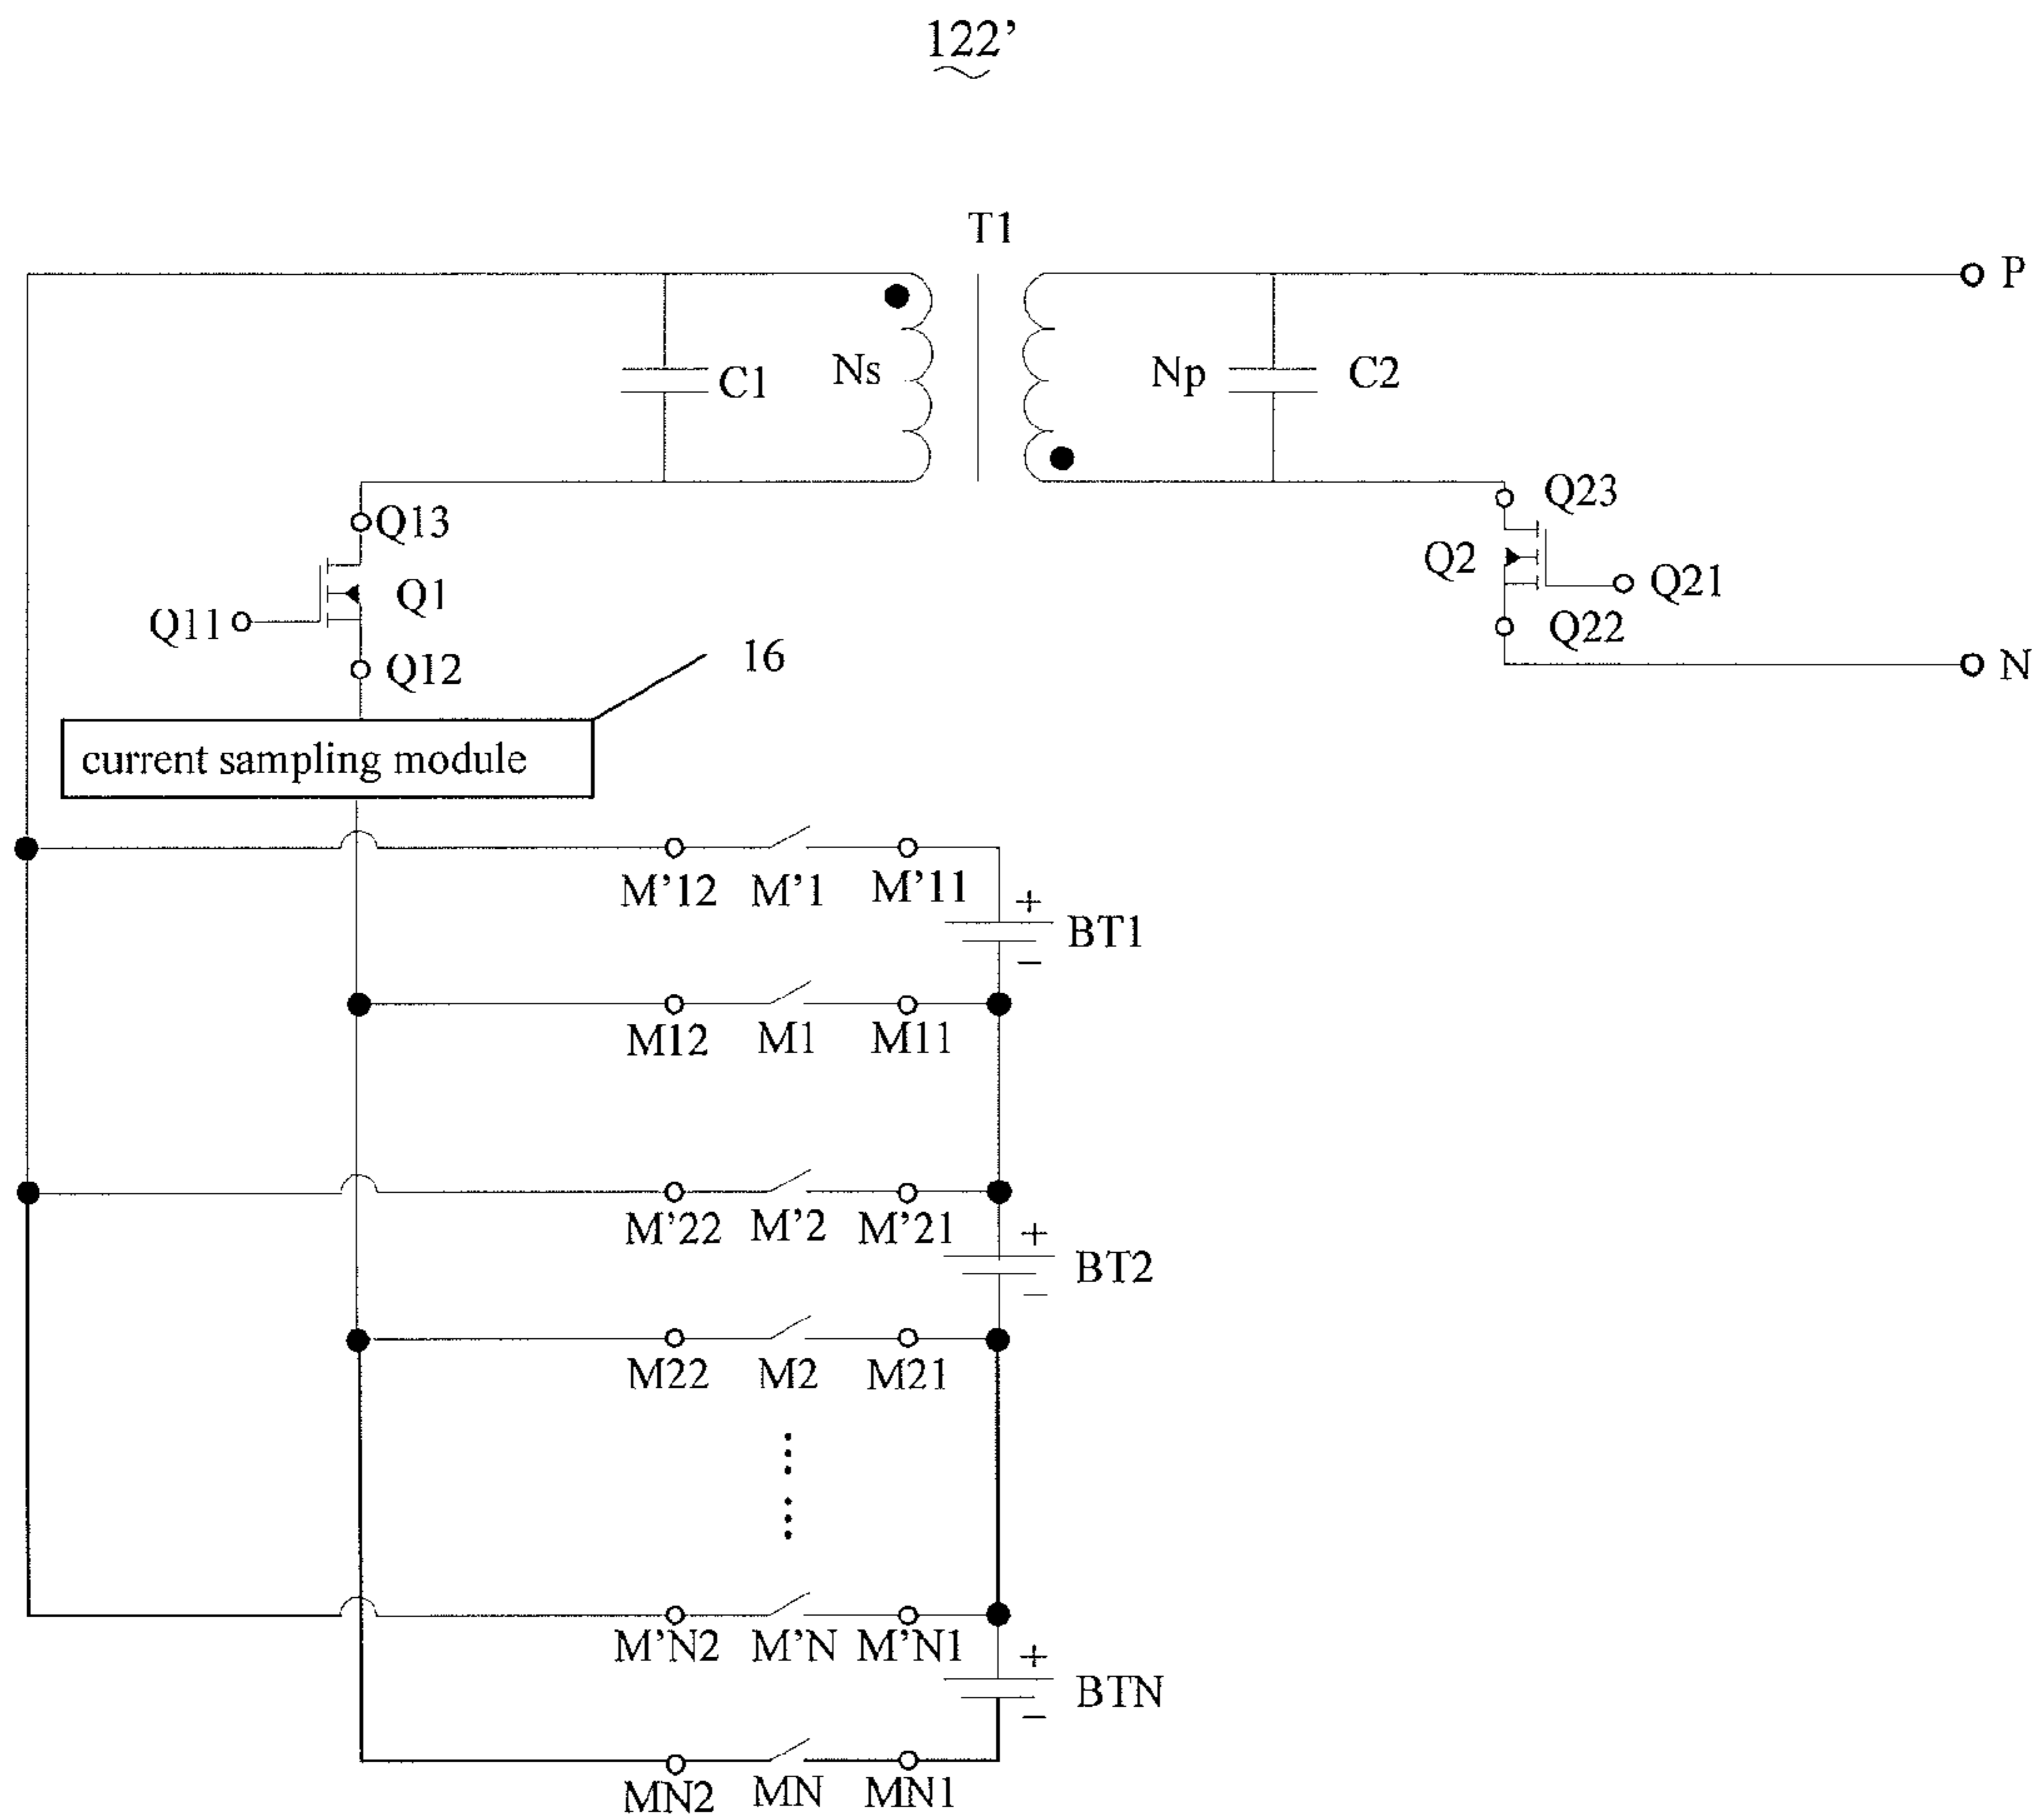 122’
T1
P
Ns
Np
C1
C2
Q13
Q23
Q1
Q2
Q11
Q21
Q12
Q22
16
N
current sampling module
M’12 M’1 M’11
+
BT1
−
M12 M1 M11
M’22 M’2 M’21
+
BT2
−
M22 M2 M21
M’N2 M’N M’N1
+
BTN
−
MN2 MN MN1